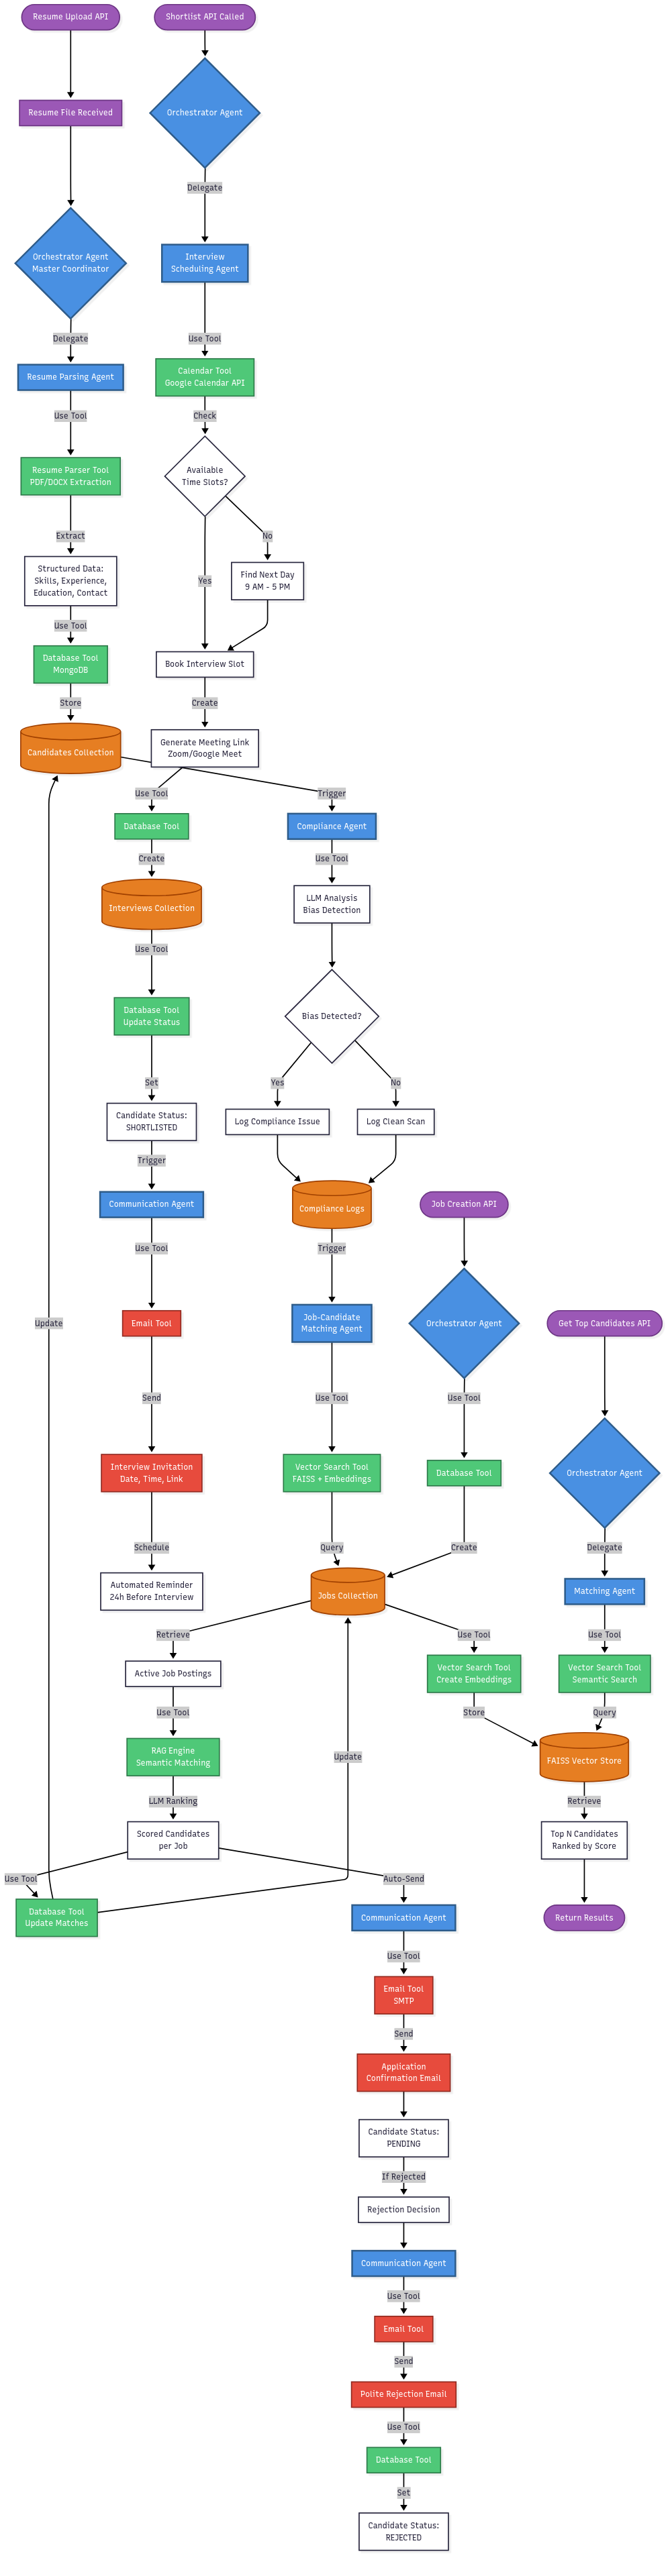 Resume Upload API
Shortlist API Called
Resume File Received
Orchestrator Agent
Delegate
Orchestrator Agent
Master Coordinator
Interview
Scheduling Agent
Delegate
Use Tool
Resume Parsing Agent
Calendar Tool
Google Calendar API
Use Tool
Check
Resume Parser Tool
PDF/DOCX Extraction
Available
Time Slots?
Extract
No
Structured Data:
Skills, Experience,
Education, Contact
Yes
Find Next Day
9 AM - 5 PM
Use Tool
Database Tool
MongoDB
Book Interview Slot
Store
Create
Candidates Collection
Generate Meeting Link
Zoom/Google Meet
Use Tool
Trigger
Database Tool
Compliance Agent
Create
Use Tool
Interviews Collection
LLM Analysis
Bias Detection
Use Tool
Database Tool
Update Status
Bias Detected?
Set
Yes
No
Candidate Status:
SHORTLISTED
Log Compliance Issue
Log Clean Scan
Trigger
Communication Agent
Compliance Logs
Job Creation API
Use Tool
Trigger
Update
Email Tool
Job-Candidate
Matching Agent
Orchestrator Agent
Get Top Candidates API
Send
Use Tool
Use Tool
Interview Invitation
Date, Time, Link
Vector Search Tool
FAISS + Embeddings
Database Tool
Orchestrator Agent
Schedule
Query
Create
Delegate
Automated Reminder
24h Before Interview
Jobs Collection
Matching Agent
Retrieve
Use Tool
Use Tool
Active Job Postings
Vector Search Tool
Create Embeddings
Vector Search Tool
Semantic Search
Use Tool
Store
Query
RAG Engine
Semantic Matching
Update
FAISS Vector Store
LLM Ranking
Retrieve
Scored Candidates
per Job
Top N Candidates
Ranked by Score
Use Tool
Auto-Send
Database Tool
Update Matches
Communication Agent
Return Results
Use Tool
Email Tool
SMTP
Send
Application
Confirmation Email
Candidate Status:
PENDING
If Rejected
Rejection Decision
Communication Agent
Use Tool
Email Tool
Send
Polite Rejection Email
Use Tool
Database Tool
Set
Candidate Status:
REJECTED